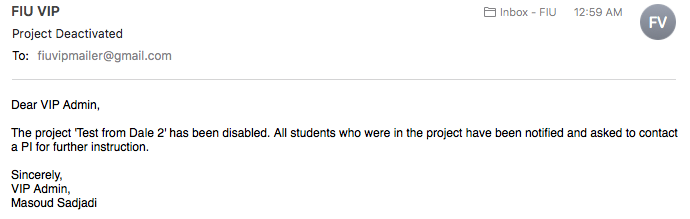 FIU VIP
Inbox - FIU 12:59 AM
FV
Project Deactivated
To: fiuvipmailer@gmail.com
Dear VIP Admin,
The project 'Test from Dale 2' has been disabled. All students who were in the project have been notified and asked to contact
a PI for further instruction.
Sincerely,
VIP Admin,
Masoud Sadjadi